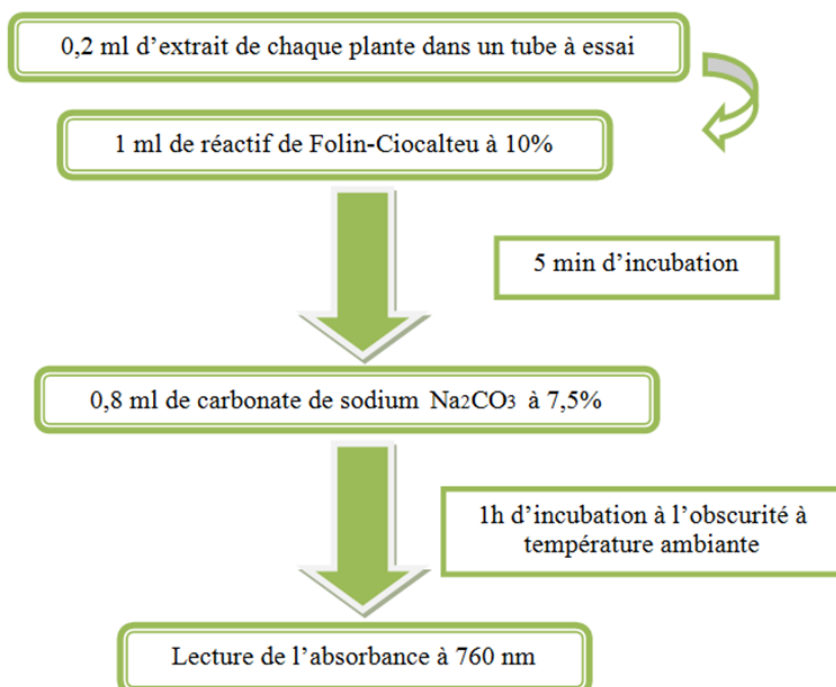 0,2 ml d’extrait de chaque plante dans un tube à essai
1 ml de réactif de Folin-Ciocalteu à 10%
5 min d’incubation
0,8 ml de carbonate de sodium Na2CO3 à 7,5%
1h d’incubation à l’obscurité à
température ambiante
Lecture de l’absorbance à 760 nm